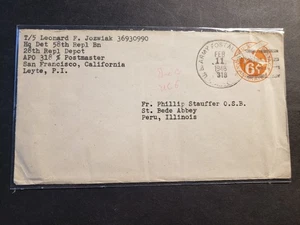 T/5 Leonard F. Jozwiak 36930990
Hq Det 58th Repl Bn
28th Repl Depot
APO 318 % Postmaster
San Francisco, California
Leyte, P.I.
U.S. ARMY POSTAL
FEB
11
1946
318
6¢
Fr. Phillip Stauffer O.S.B.
St. Bede Abbey
Peru, Illinois